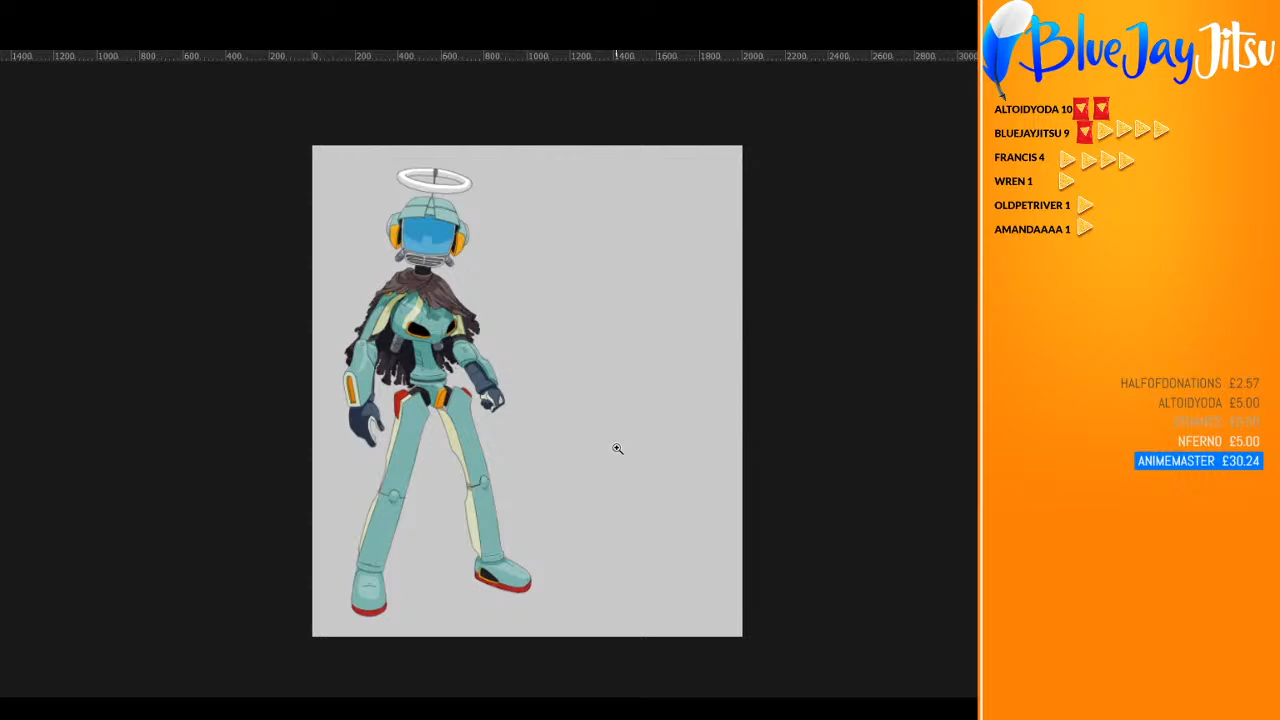 1400 1200 1000 800 600 400 200 0 200 400 600 800 1000 1200 1400 1600 1800 2000 2200 2400 2600 2800 3000
BlueJayJitsu
ALTOIDYODA 10
BLUEJAYJITSU 9
FRANCIS 4
WREN 1
OLDPETRIVER 1
AMANDAAAA 1
HALFOFDONATIONS £2.57
ALTOIDYODA £5.00
£5.00
NFERNO £5.00
ANIMEMASTER £30.24